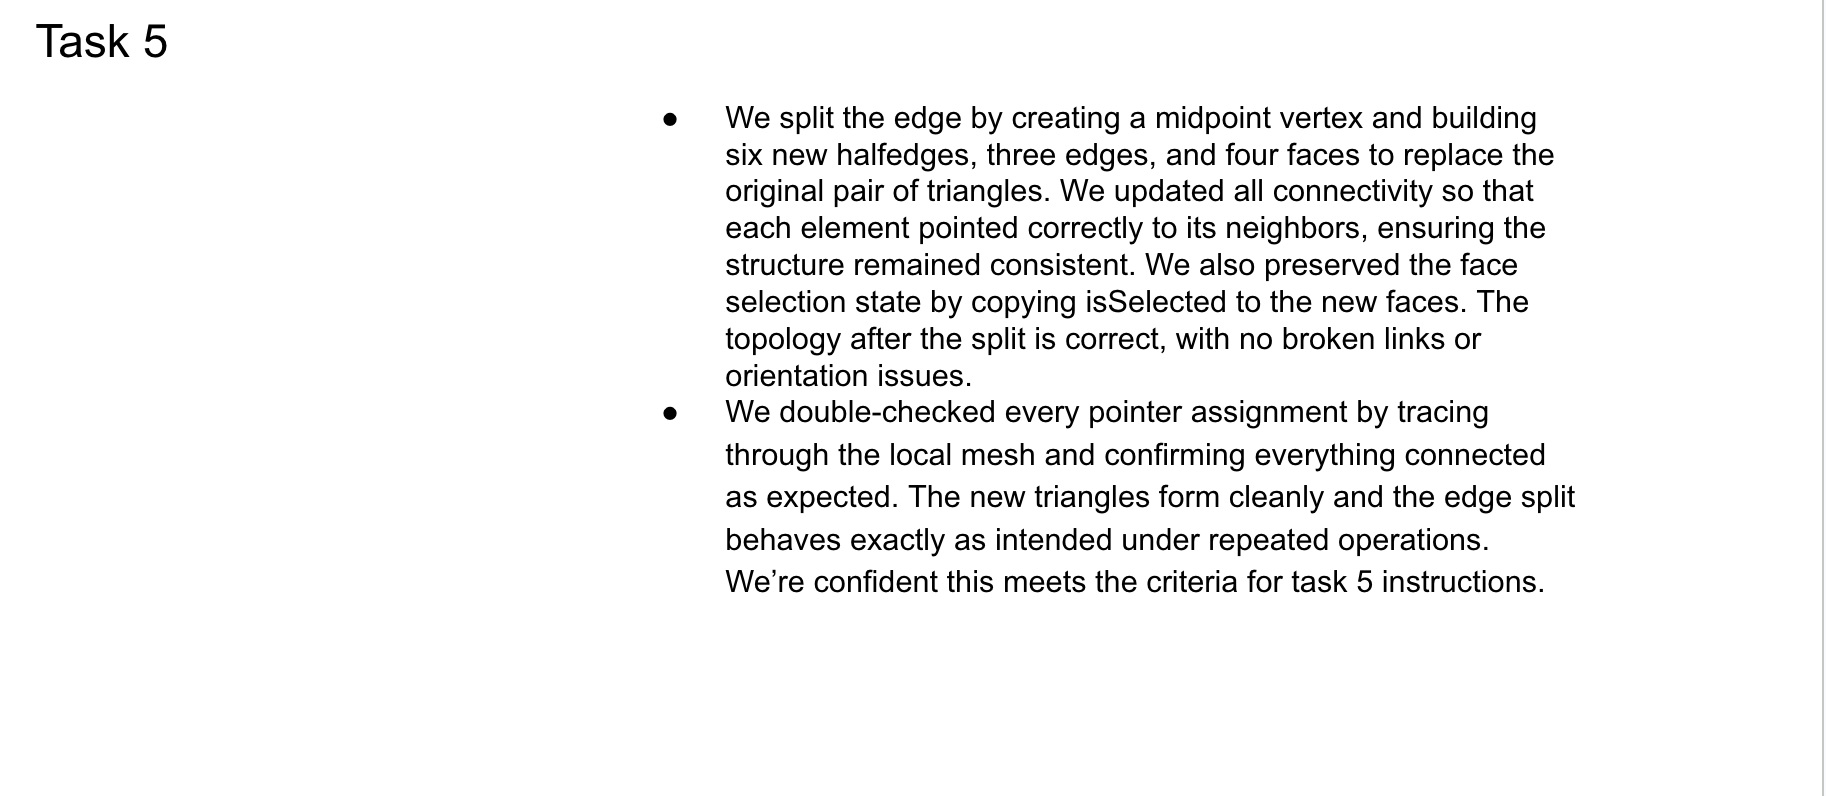 Task 5
● We split the edge by creating a midpoint vertex and building
six new halfedges, three edges, and four faces to replace the
original pair of triangles. We updated all connectivity so that
each element pointed correctly to its neighbors, ensuring the
structure remained consistent. We also preserved the face
selection state by copying isSelected to the new faces. The
topology after the split is correct, with no broken links or
orientation issues.
● We double-checked every pointer assignment by tracing
through the local mesh and confirming everything connected
as expected. The new triangles form cleanly and the edge split
behaves exactly as intended under repeated operations.
We’re confident this meets the criteria for task 5 instructions.